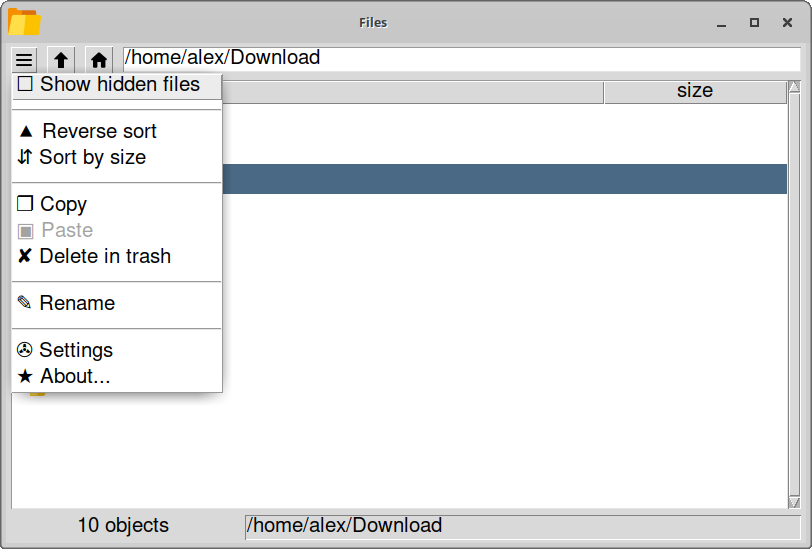 Files
/home/alex/Download
size
☐ Show hidden files
▲ Reverse sort
⇵ Sort by size
❐ Copy
▣ Paste
✘ Delete in trash
✎ Rename
✇ Settings
★ About...
10 objects
/home/alex/Download